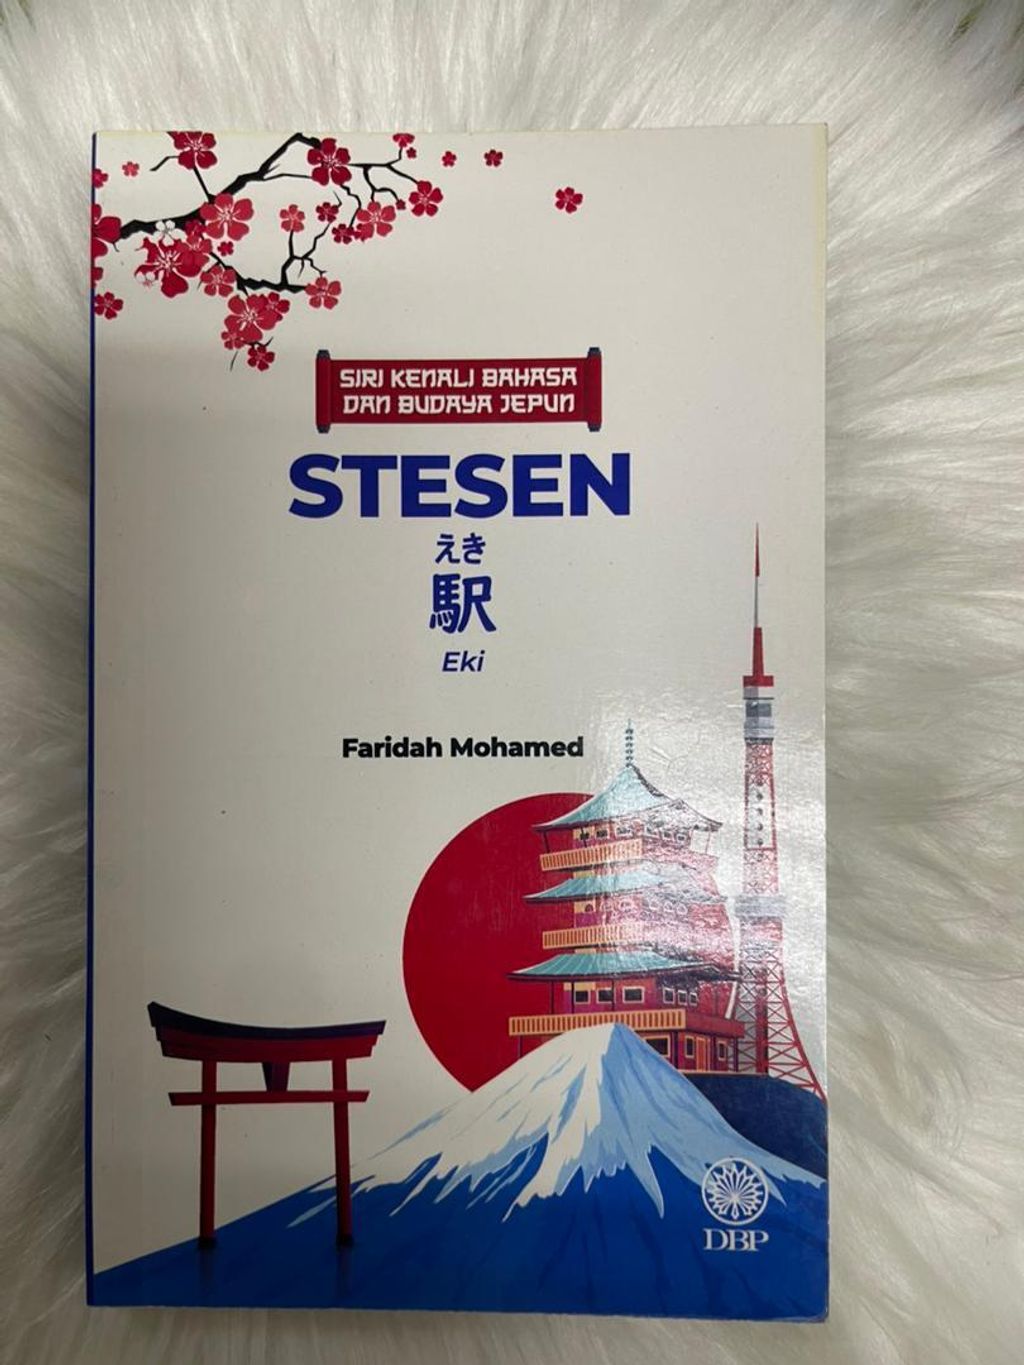 SIRI KENALI BAHASA
DAN BUDAYA JEPUN
STESEN
えき
駅
Eki
Faridah Mohamed
DBP